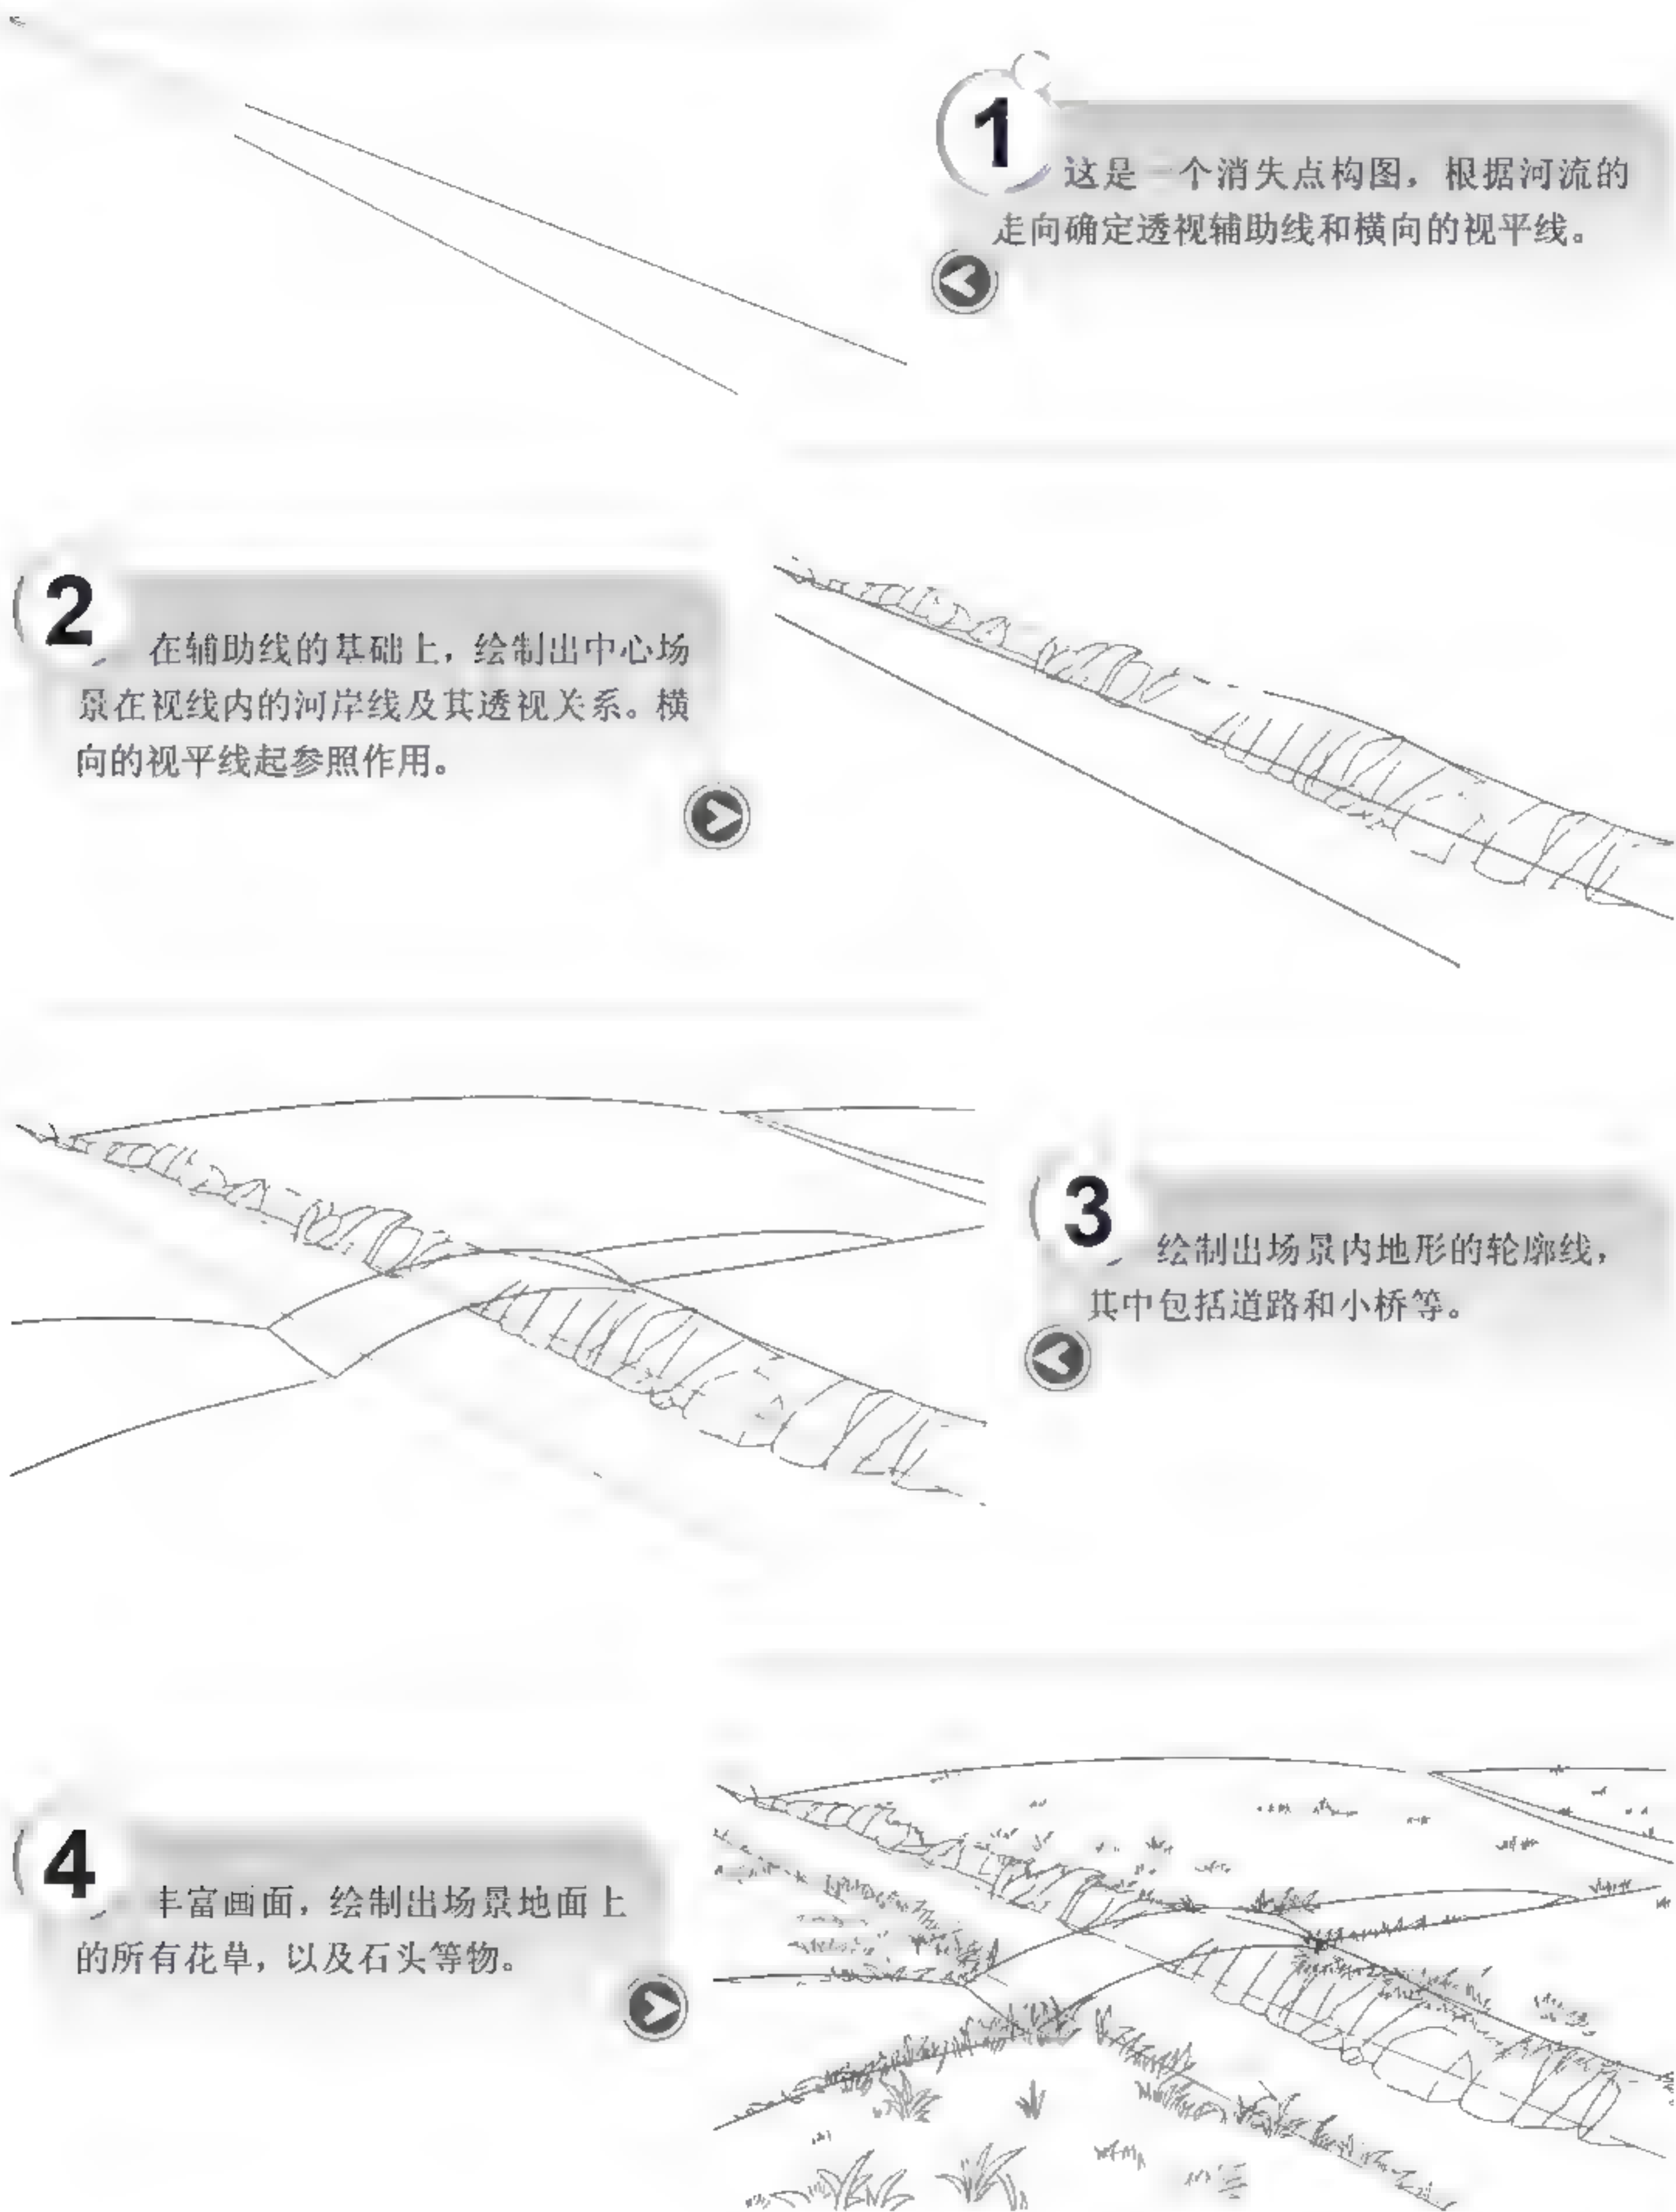 1
这是一个消失点构图，根据河流的
走向确定透视辅助线和横向的视平线。
2
在辅助线的基础上，绘制出中心场
景在视线内的河岸线及其透视关系。横
向的视平线起参照作用。
3
绘制出场景内地形的轮廓线，
其中包括道路和小桥等。
4
丰富画面，绘制出场景地面上
的所有花草，以及石头等物。